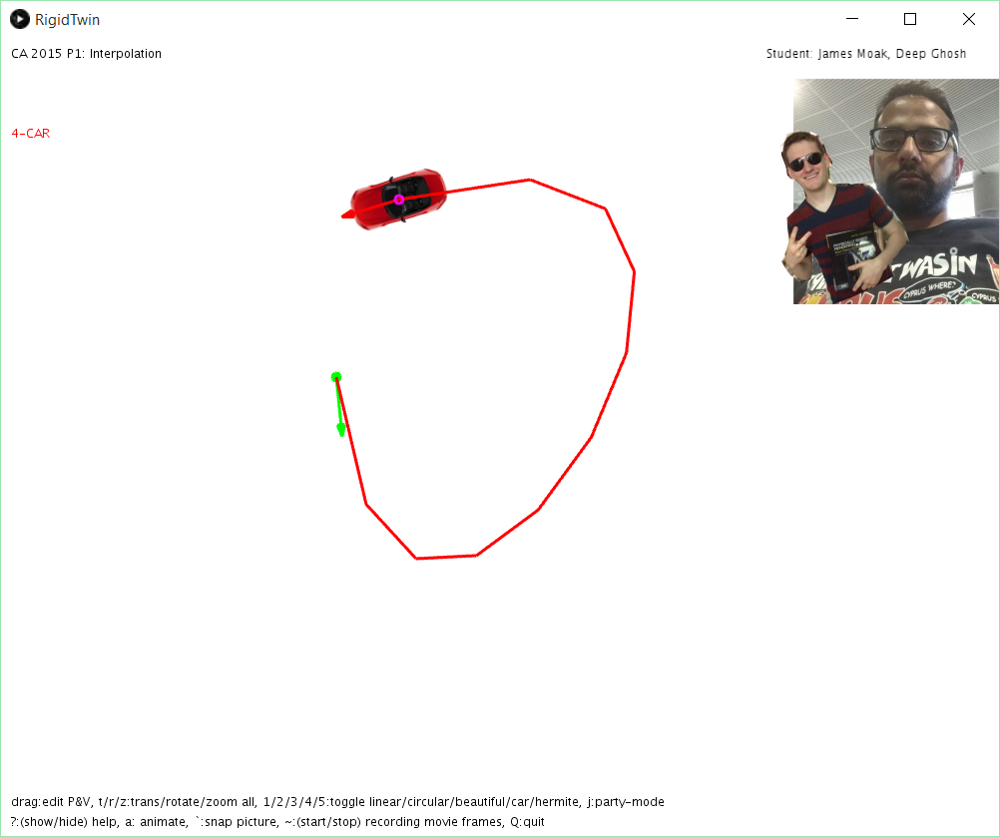 RigidTwin
CA 2015 P1: Interpolation
Student: James Moak, Deep Ghosh
4-CAR
TWASIN
CYPRUS WHERE?
CYPRUS
drag:edit P&V, t/r/z:trans/rotate/zoom all, 1/2/3/4/5:toggle linear/circular/beautiful/car/hermite, j:party-mode
?:(show/hide) help, a: animate, `:snap picture, ~:(start/stop) recording movie frames, Q:quit